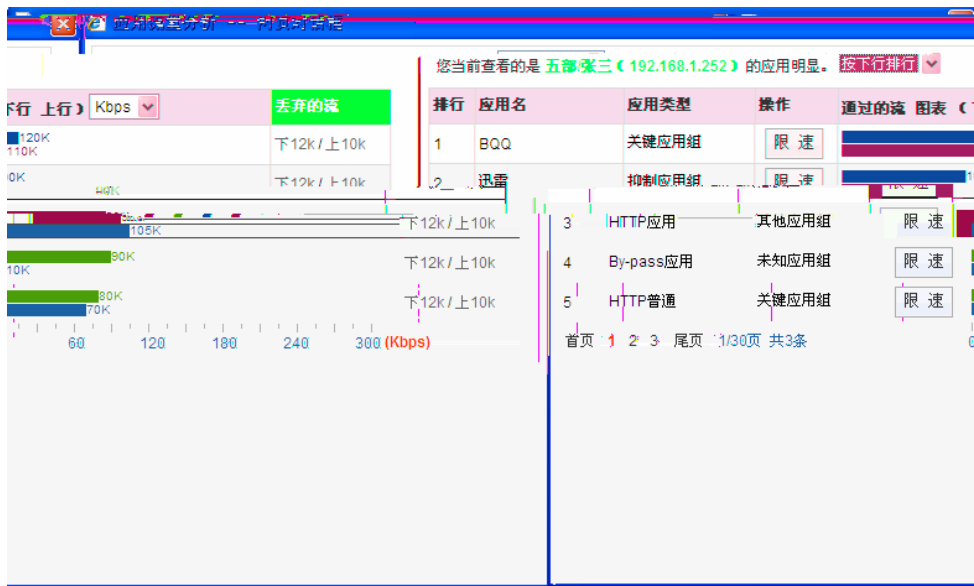 您当前查看的是 五部/张三（192.168.1.252）的应用明显。 按下行排行
下行 上行） Kbps 丢弃的流 排行 应用名 应用类型 操作 通过的流 图表 （
120K
110K
下12k / 上10k 1 BQQ 关键应用组 限 速
下12k / 上10k 2 迅雷 抑制应用组 限 速
105K 下12k / 上10k 3 HTTP应用 其他应用组 限 速
90K
10K
下12k / 上10k 4 By-pass应用 未知应用组 限 速
80K
70K
下12k / 上10k 5 HTTP普通 关键应用组 限 速
60 120 180 240 300 (Kbps) 首页 1 2 3 尾页 1/30页 共3条